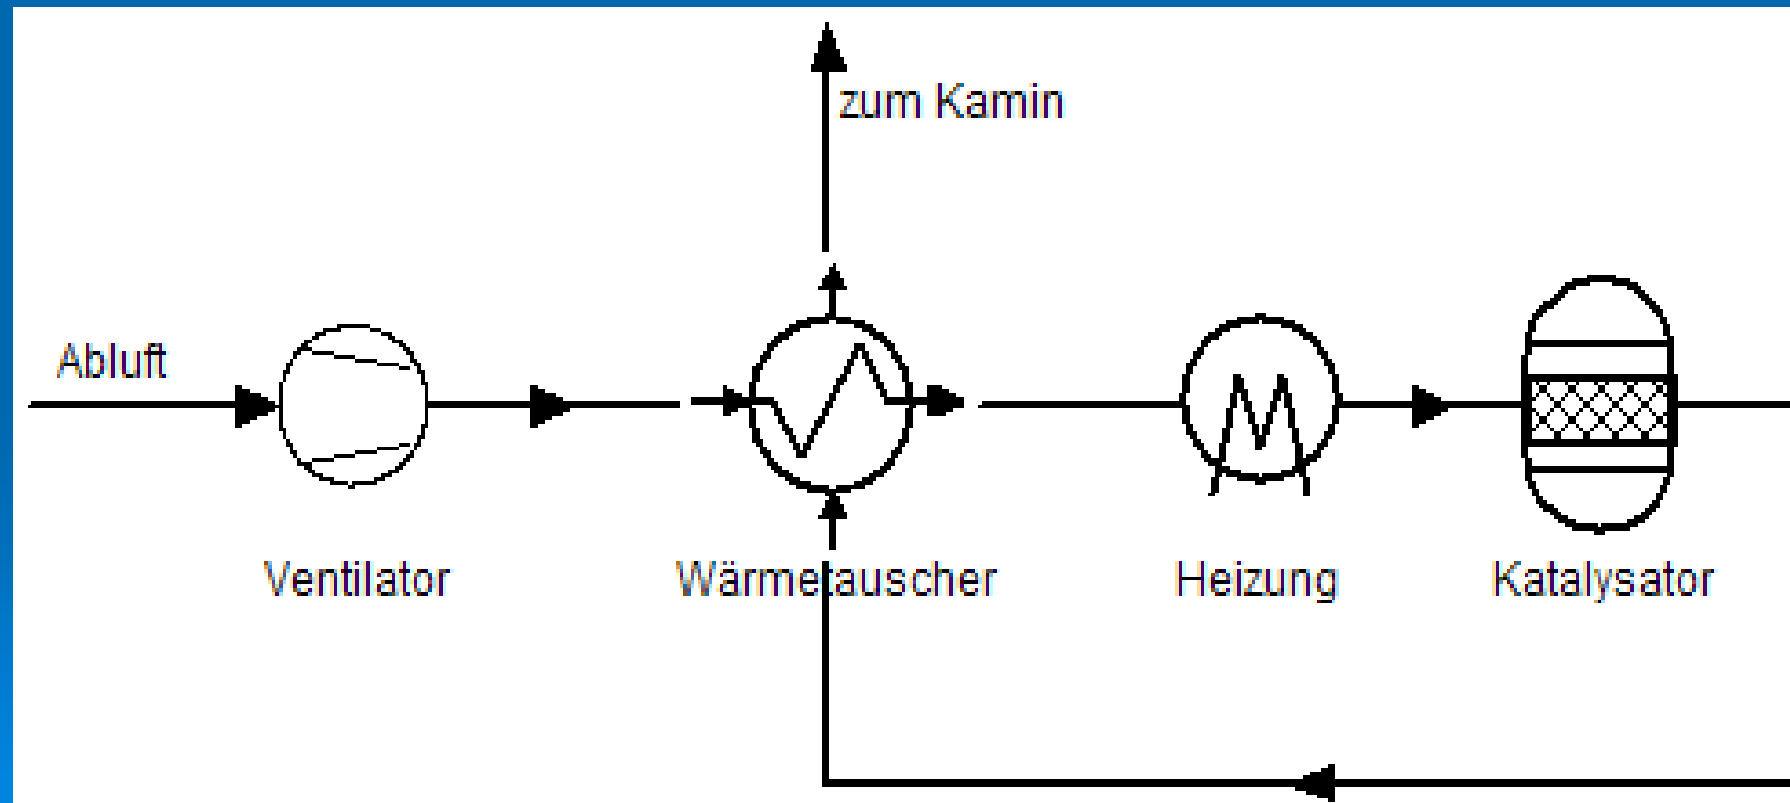 zum Kamin
Abluft
Ventilator
Wärmetauscher
Heizung
Katalysator